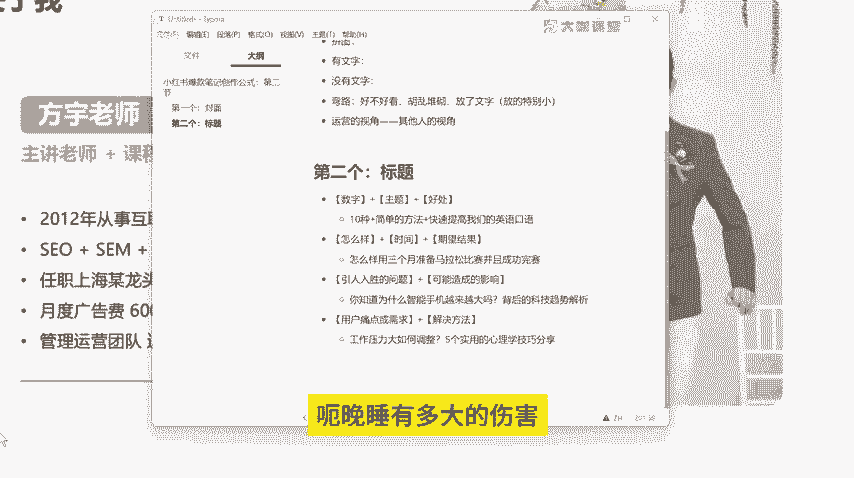 Untitled - Typora
文件(F) 编辑(E) 段落(P) 格式(O) 视图(V) 主题(T) 帮助(H)
文件 大纲
小红书爆款笔记创作公式：第二节
第一个：封面
第二个：标题
有文字：
没有文字：
弯路：好不好看，胡乱堆砌，放了文字（放的特别小）
运营的视角——其他人的视角
第二个：标题
【数字】+【主题】+【好处】
10种+简单的方法+快速提高我们的英语口语
【怎么样】+【时间】+【期望结果】
怎么样用三个月准备马拉松比赛并且成功完赛
【引人入胜的问题】+【可能造成的影响】
你知道为什么智能手机越来越大吗？背后的科技趋势解析
【用户痛点或需求】+【解决方法】
工作压力大如何调整？5个实用的心理学技巧分享
方宇老师
主讲老师 + 课程
2012年从事互联
SEO + SEM +
任职上海某龙头
月度广告费 600
管理运营团队
呃晚睡有多大的伤害